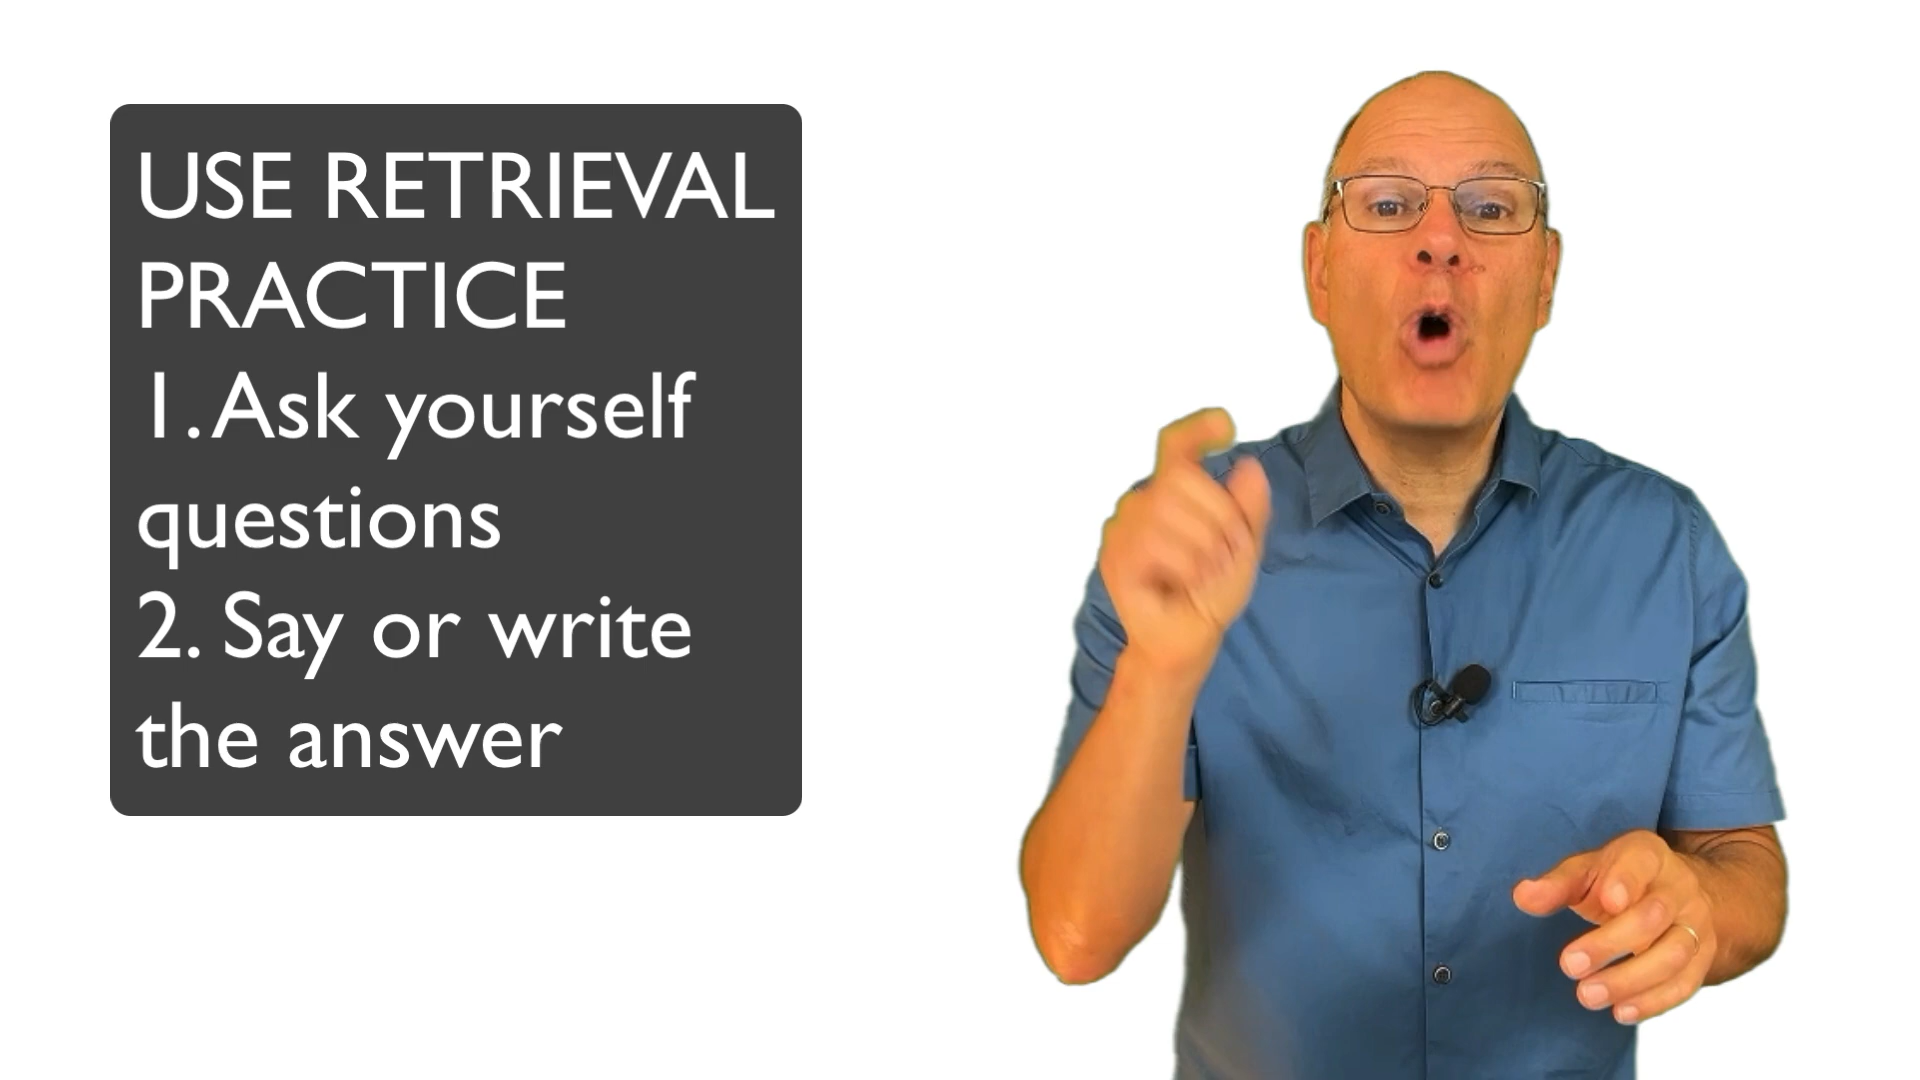 USE RETRIEVAL
PRACTICE
1. Ask yourself
questions
2. Say or write
the answer